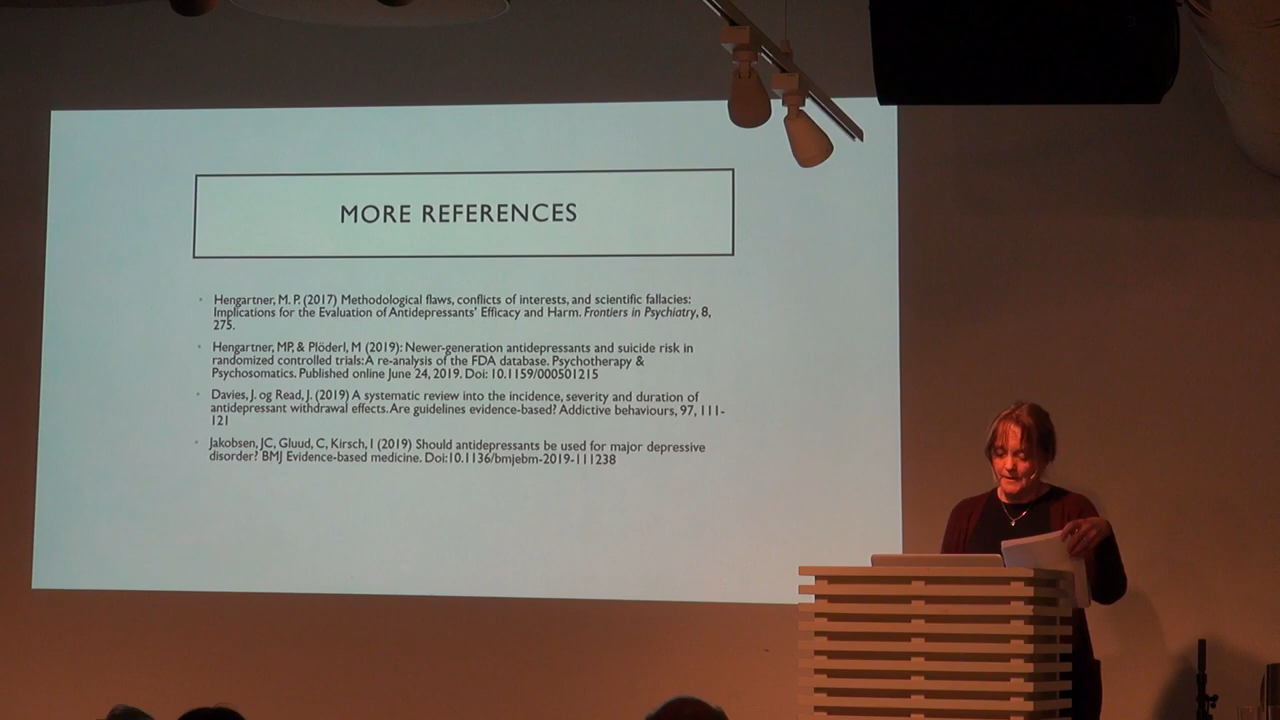 MORE REFERENCES
Hengartner, M. P. (2017) Methodological flaws, conflicts of interests, and scientific fallacies:
Implications for the Evaluation of Antidepressants' Efficacy and Harm. Frontiers in Psychiatry, 8,
275.
Hengartner, MP, & Plöderl, M (2019): Newer-generation antidepressants and suicide risk in
randomized controlled trials: A re-analysis of the FDA database. Psychotherapy &
Psychosomatics. Published online June 24, 2019. Doi: 10.1159/000501215
Davies, J. og Read, J. (2019) A systematic review into the incidence, severity and duration of
antidepressant withdrawal effects. Are guidelines evidence-based? Addictive behaviours, 97, 111-
121
Jakobsen, JC, Gluud, C, Kirsch, I (2019) Should antidepressants be used for major depressive
disorder? BMJ Evidence-based medicine. Doi:10.1136/bmjebm-2019-111238